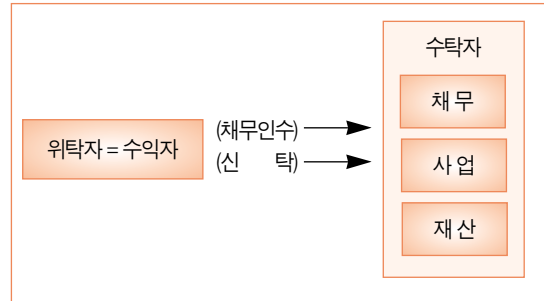 수탁자
채 무
위탁자 = 수익자
(채무인수)
(신 탁)
사 업
재 산